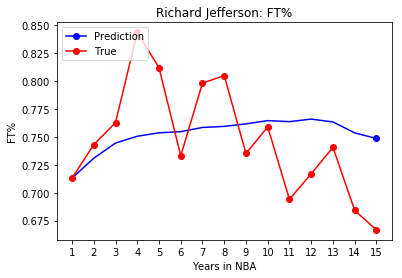 Richard Jefferson: FT%
Prediction
True
FT%
0.850
0.825
0.800
0.775
0.750
0.725
0.700
0.675
1 2 3 4 5 6 7 8 9 10 11 12 13 14 15
Years in NBA